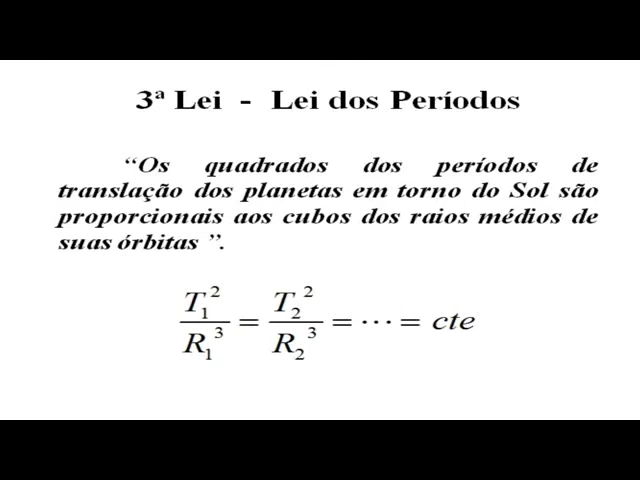 3ª Lei - Lei dos Períodos
“Os quadrados dos períodos de
translação dos planetas em torno do Sol são
proporcionais aos cubos dos raios médios de
suas órbitas ”.
T₁²/R₁³ = T₂²/R₂³ = ⋯ = cte